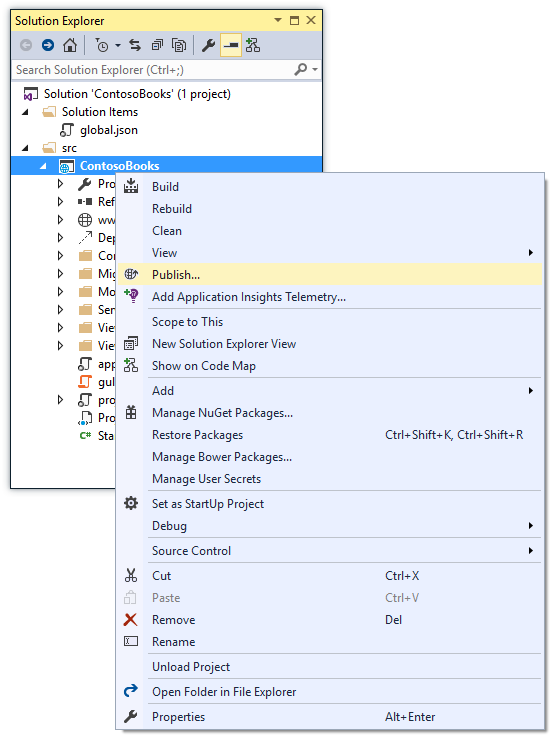 Solution Explorer
Search Solution Explorer (Ctrl+;)
Solution 'ContosoBooks' (1 project)
Solution Items
global.json
src
ContosoBooks
Pro
Ref
ww
Dep
Con
Mig
Mo
Ser
Vie
Vie
app
gul
pro
Pro
C# Sta
Build
Rebuild
Clean
View
Publish...
Add Application Insights Telemetry...
Scope to This
New Solution Explorer View
Show on Code Map
Add
Manage NuGet Packages...
Restore Packages Ctrl+Shift+K, Ctrl+Shift+R
Manage Bower Packages...
Manage User Secrets
Set as StartUp Project
Debug
Source Control
Cut Ctrl+X
Paste Ctrl+V
Remove Del
Rename
Unload Project
Open Folder in File Explorer
Properties Alt+Enter